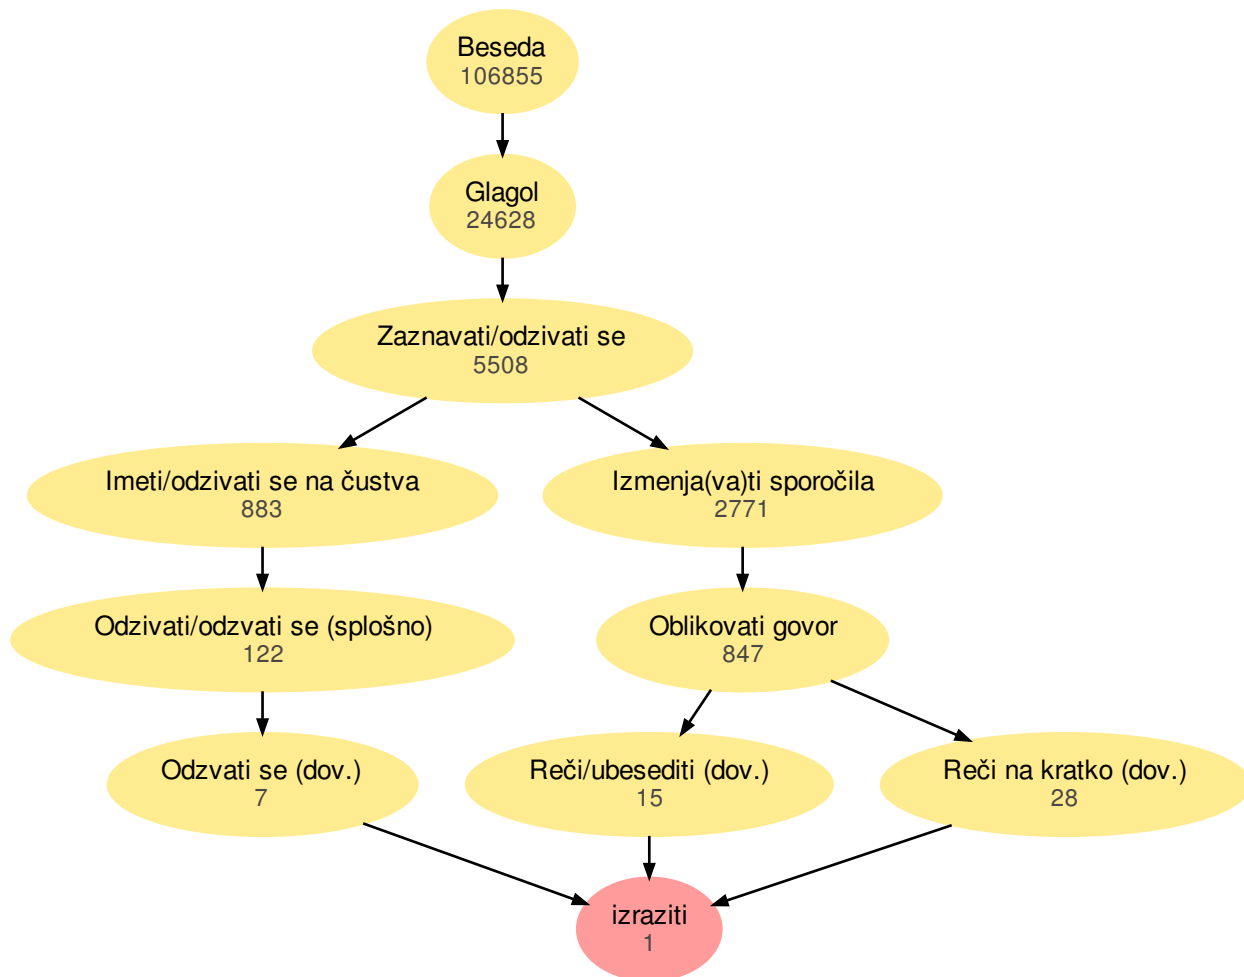 Beseda
106855
Glagol
24628
Zaznavati/odzivati se
5508
Imeti/odzivati se na čustva
883
Izmenja(va)ti sporočila
2771
Odzivati/odzvati se (splošno)
122
Oblikovati govor
847
Odzvati se (dov.)
7
Reči/ubesediti (dov.)
15
Reči na kratko (dov.)
28
izraziti
1